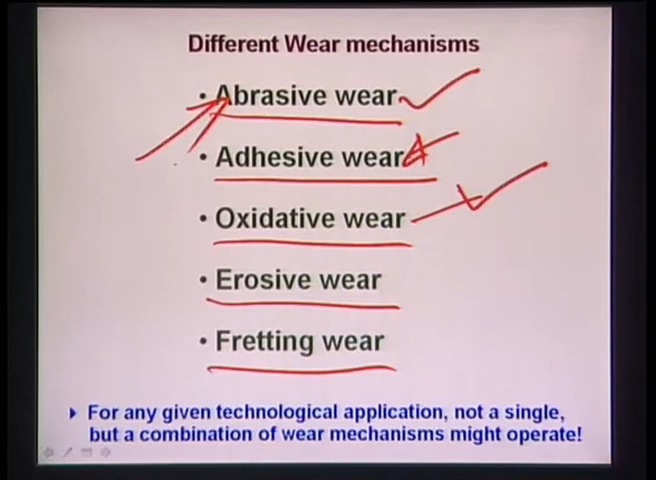 Different Wear mechanisms
• Abrasive wear
• Adhesive wear
• Oxidative wear
• Erosive wear
• Fretting wear
For any given technological application, not a single,
but a combination of wear mechanisms might operate!